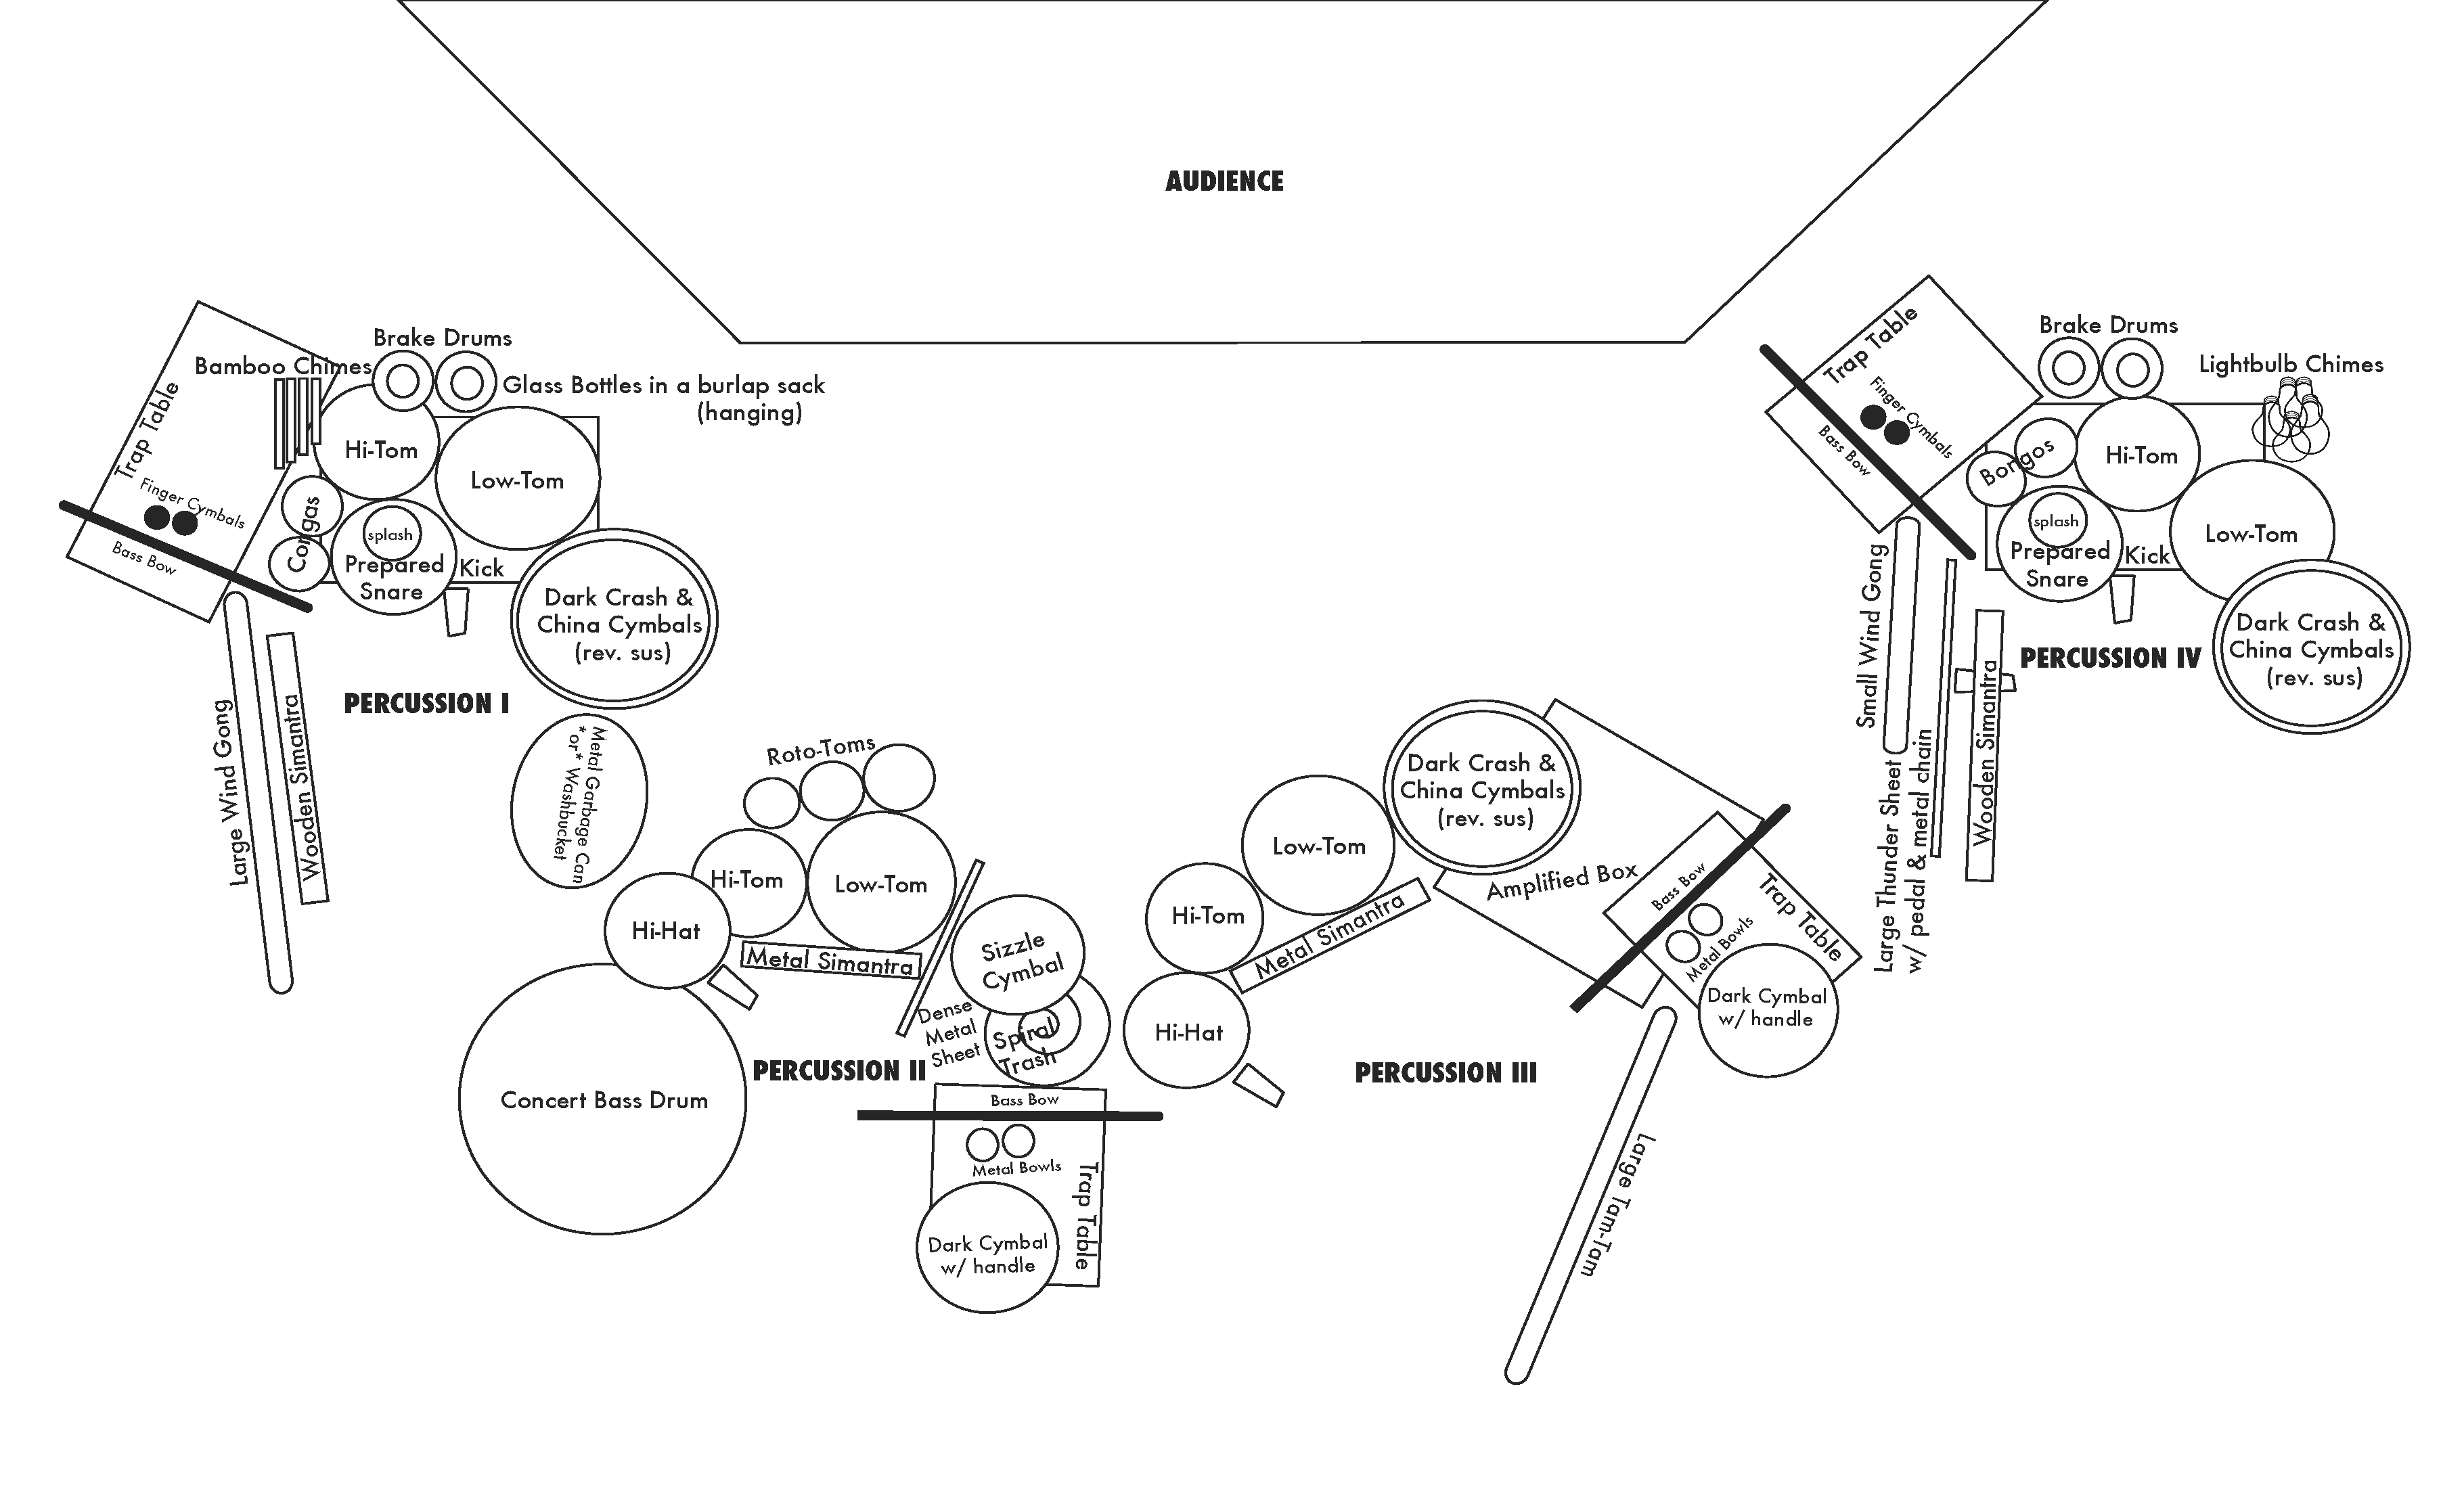 AUDIENCE
Brake Drums
Bamboo Chimes
Glass Bottles in a burlap sack
(hanging)
Trap Table
Hi-Tom
Low-Tom
Finger Cymbals
Bass Bow
Congas
splash
Prepared
Snare
Kick
Dark Crash &
China Cymbals
(rev. sus)
Large Wind Gong
Wooden Simantra
PERCUSSION I
Metal Garbage Can
*or* Washbucket
Roto-Toms
Hi-Tom
Low-Tom
Hi-Hat
Metal Simantra
Sizzle
Cymbal
Dense
Metal
Sheet
Spiral
Trash
PERCUSSION II
Concert Bass Drum
Bass Bow
Metal Bowls
Trap Table
Dark Cymbal
w/ handle
Dark Crash &
China Cymbals
(rev. sus)
Low-Tom
Hi-Tom
Metal Simantra
Hi-Hat
Amplified Box
Bass Bow
Trap Table
Metal Bowls
Dark Cymbal
w/ handle
PERCUSSION III
Large Tam-Tam
Trap Table
Finger Cymbals
Bass Bow
Brake Drums
Lightbulb Chimes
Bongos
Hi-Tom
Low-Tom
splash
Prepared
Snare
Kick
Dark Crash &
China Cymbals
(rev. sus)
PERCUSSION IV
Small Wind Gong
Large Thunder Sheet
w/ pedal & metal chain
Wooden Simantra